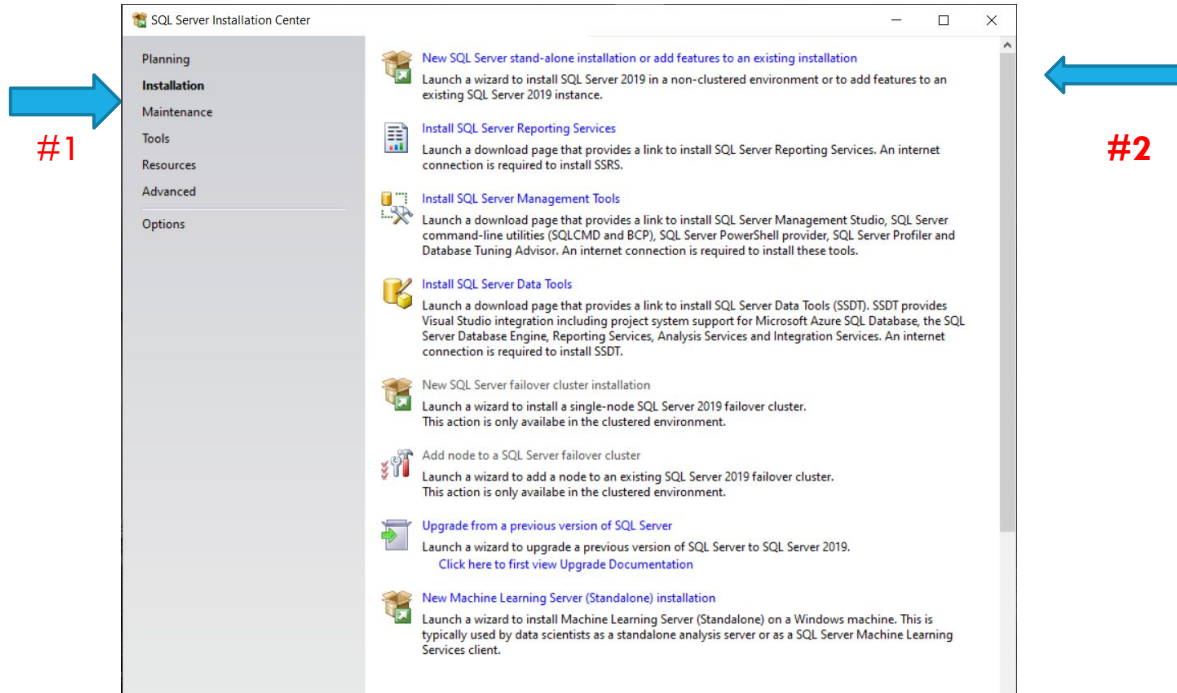 SQL Server Installation Center
Planning
Installation
Maintenance
Tools
Resources
Advanced
Options
#1
New SQL Server stand-alone installation or add features to an existing installation
Launch a wizard to install SQL Server 2019 in a non-clustered environment or to add features to an
existing SQL Server 2019 instance.
Install SQL Server Reporting Services
Launch a download page that provides a link to install SQL Server Reporting Services. An internet
connection is required to install SSRS.
Install SQL Server Management Tools
Launch a download page that provides a link to install SQL Server Management Studio, SQL Server
command-line utilities (SQLCMD and BCP), SQL Server PowerShell provider, SQL Server Profiler and
Database Tuning Advisor. An internet connection is required to install these tools.
Install SQL Server Data Tools
Launch a download page that provides a link to install SQL Server Data Tools (SSDT). SSDT provides
Visual Studio integration including project system support for Microsoft Azure SQL Database, the SQL
Server Database Engine, Reporting Services, Analysis Services and Integration Services. An internet
connection is required to install SSDT.
New SQL Server failover cluster installation
Launch a wizard to install a single-node SQL Server 2019 failover cluster.
This action is only availabe in the clustered environment.
Add node to a SQL Server failover cluster
Launch a wizard to add a node to an existing SQL Server 2019 failover cluster.
This action is only availabe in the clustered environment.
Upgrade from a previous version of SQL Server
Launch a wizard to upgrade a previous version of SQL Server to SQL Server 2019.
Click here to first view Upgrade Documentation
New Machine Learning Server (Standalone) installation
Launch a wizard to install Machine Learning Server (Standalone) on a Windows machine. This is
typically used by data scientists as a standalone analysis server or as a SQL Server Machine Learning
Services client.
#2